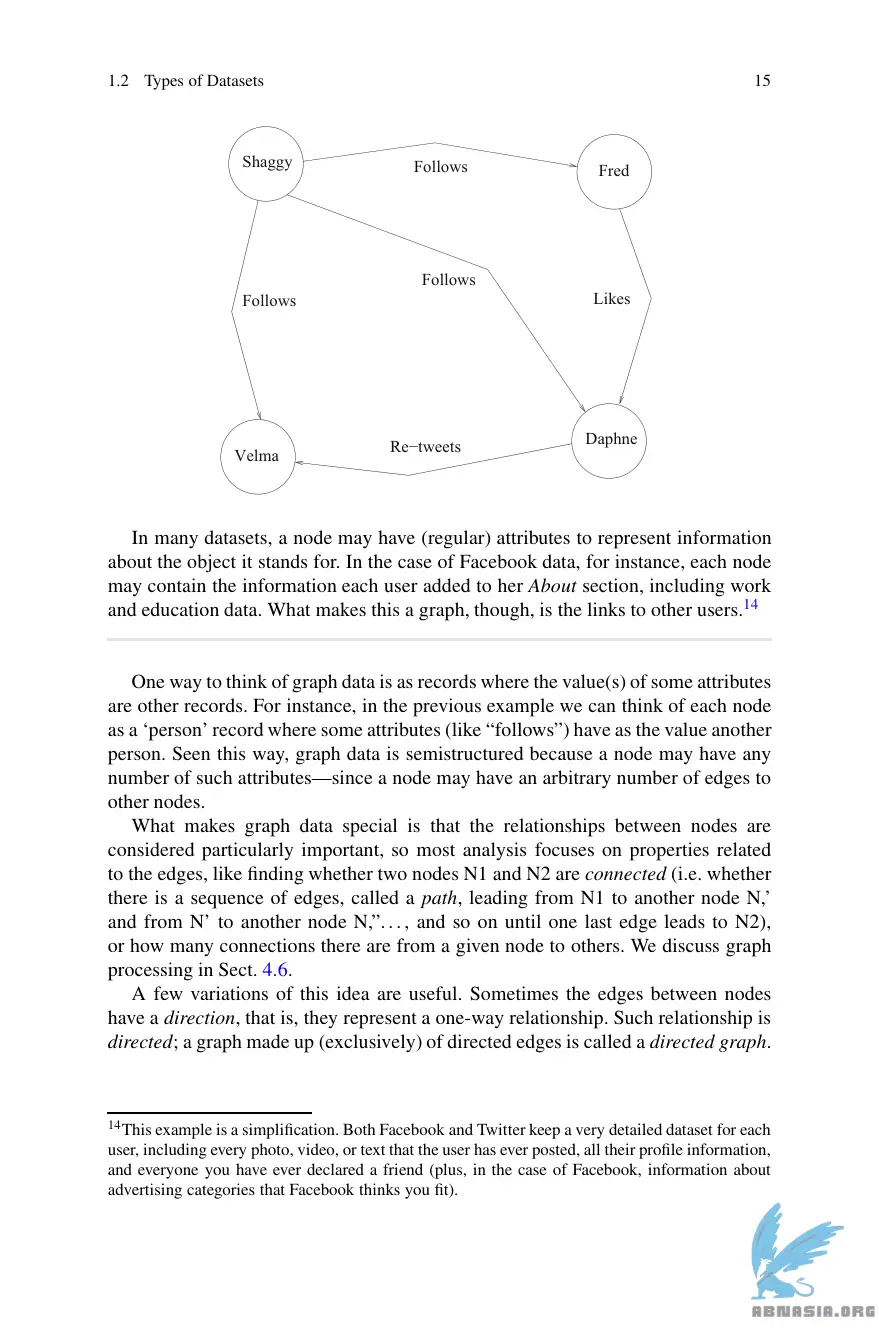 1.2 Types of Datasets 15
Shaggy
Follows
Fred
Follows
Follows
Likes
Velma
Re−tweets
Daphne
In many datasets, a node may have (regular) attributes to represent information
about the object it stands for. In the case of Facebook data, for instance, each node
may contain the information each user added to her About section, including work
and education data. What makes this a graph, though, is the links to other users.14
One way to think of graph data is as records where the value(s) of some attributes
are other records. For instance, in the previous example we can think of each node
as a ‘person’ record where some attributes (like “follows”) have as the value another
person. Seen this way, graph data is semistructured because a node may have any
number of such attributes—since a node may have an arbitrary number of edges to
other nodes.
What makes graph data special is that the relationships between nodes are
considered particularly important, so most analysis focuses on properties related
to the edges, like finding whether two nodes N1 and N2 are connected (i.e. whether
there is a sequence of edges, called a path, leading from N1 to another node N,’
and from N’ to another node N,”..., and so on until one last edge leads to N2),
or how many connections there are from a given node to others. We discuss graph
processing in Sect. 4.6.
A few variations of this idea are useful. Sometimes the edges between nodes
have a direction, that is, they represent a one-way relationship. Such relationship is
directed; a graph made up (exclusively) of directed edges is called a directed graph.
14This example is a simplification. Both Facebook and Twitter keep a very detailed dataset for each
user, including every photo, video, or text that the user has ever posted, all their profile information,
and everyone you have ever declared a friend (plus, in the case of Facebook, information about
advertising categories that Facebook thinks you fit).
ABNASIA.ORG